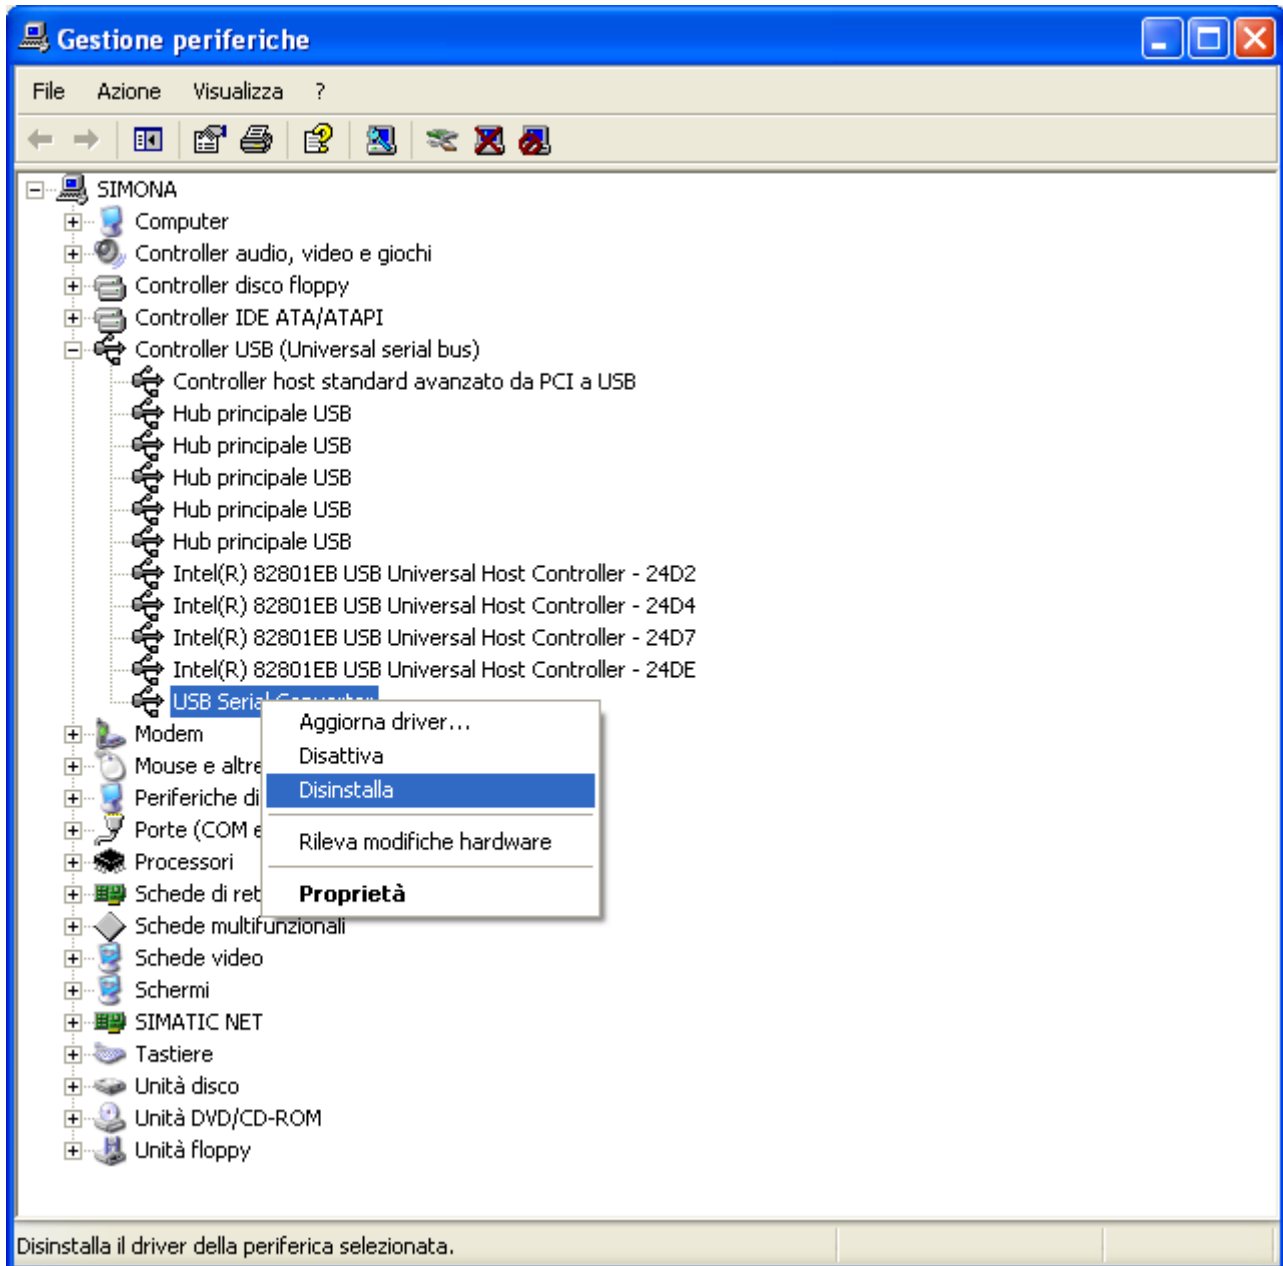 Gestione periferiche
File Azione Visualizza ?
SIMONA
Computer
Controller audio, video e giochi
Controller disco floppy
Controller IDE ATA/ATAPI
Controller USB (Universal serial bus)
Controller host standard avanzato da PCI a USB
Hub principale USB
Hub principale USB
Hub principale USB
Hub principale USB
Hub principale USB
Intel(R) 82801EB USB Universal Host Controller - 24D2
Intel(R) 82801EB USB Universal Host Controller - 24D4
Intel(R) 82801EB USB Universal Host Controller - 24D7
Intel(R) 82801EB USB Universal Host Controller - 24DE
USB Serial Converter
Aggiorna driver...
Disattiva
Disinstalla
Rileva modifiche hardware
Proprietà
Modem
Mouse e altre
Periferiche di
Porte (COM e
Processori
Schede di ret
Schede multifunzionali
Schede video
Schermi
SIMATIC NET
Tastiere
Unità disco
Unità DVD/CD-ROM
Unità floppy
Disinstalla il driver della periferica selezionata.